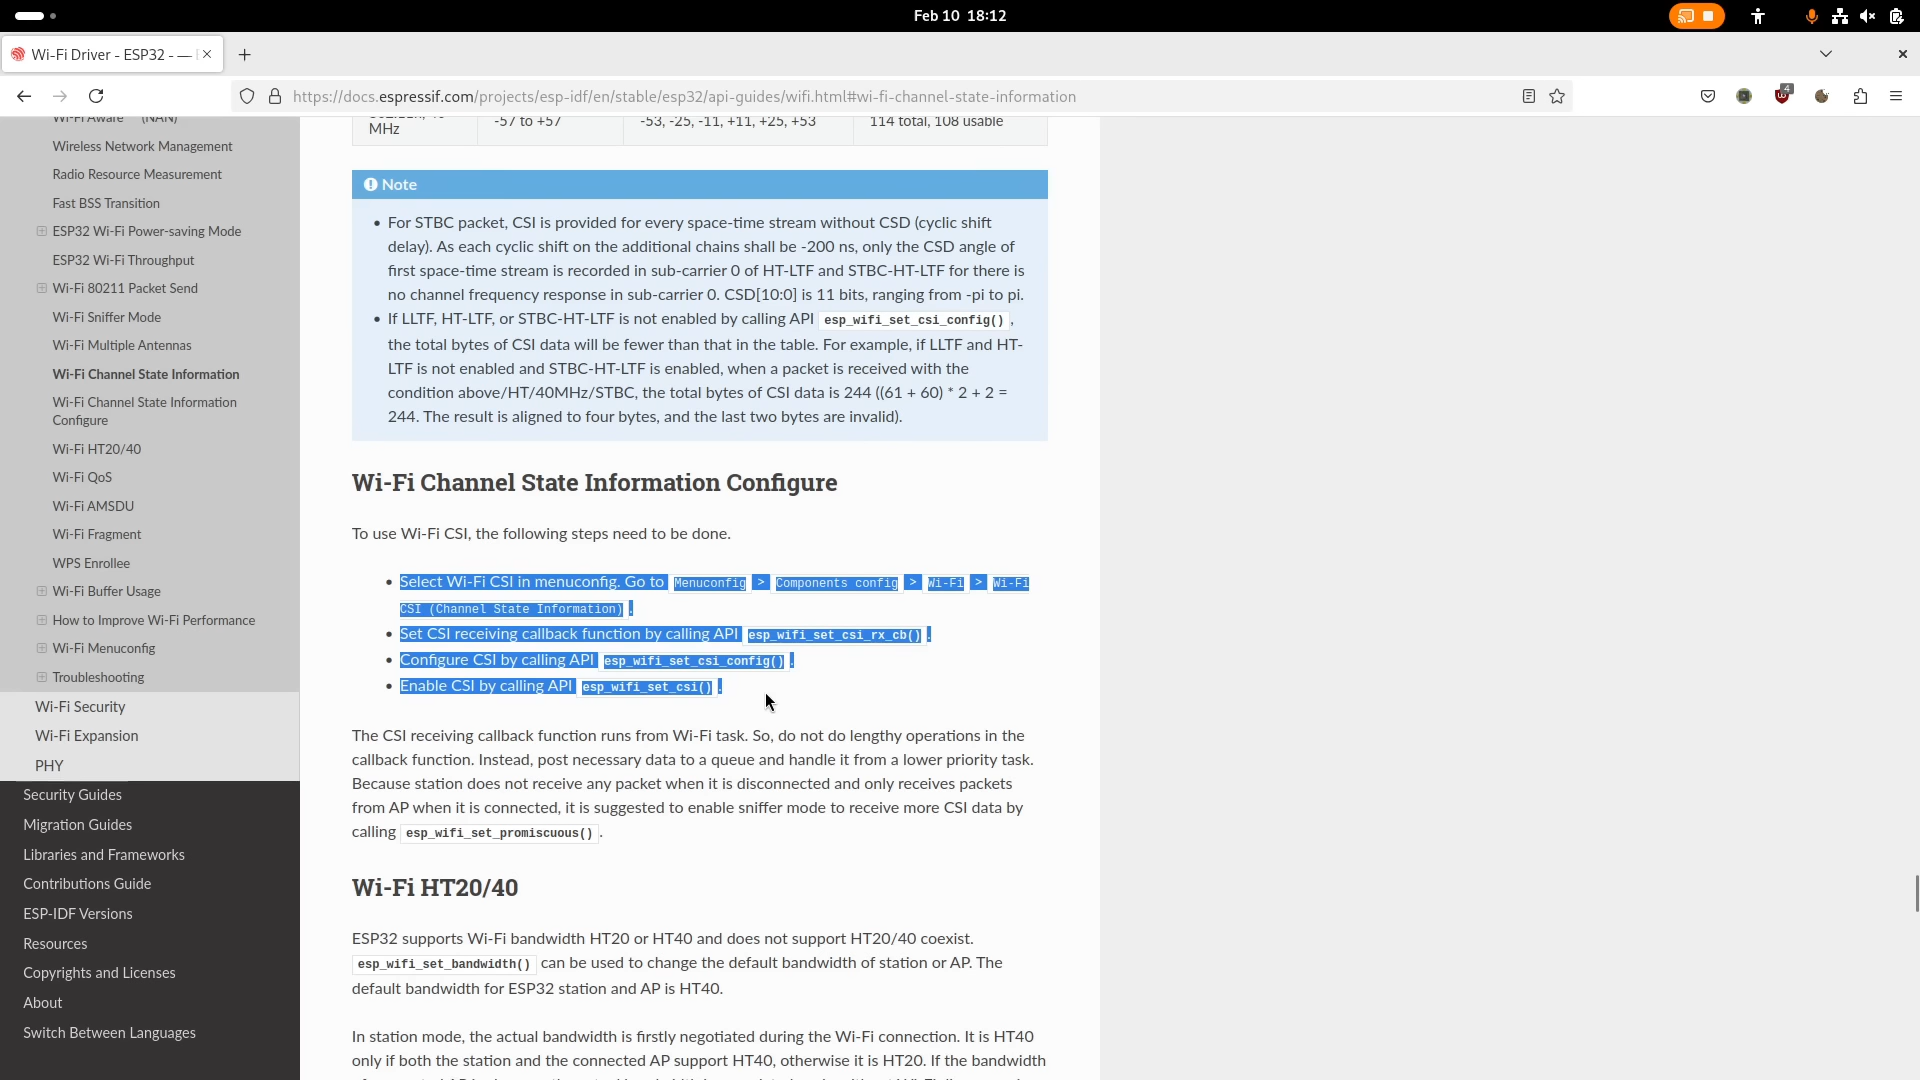 Feb 10 18:12
Wi-Fi Driver - ESP32 - —
https://docs.espressif.com/projects/esp-idf/en/stable/esp32/api-guides/wifi.html#wi-fi-channel-state-information
4
Wi-Fi Aware (NAN)
Wireless Network Management
Radio Resource Measurement
Fast BSS Transition
ESP32 Wi-Fi Power-saving Mode
ESP32 Wi-Fi Throughput
Wi-Fi 80211 Packet Send
Wi-Fi Sniffer Mode
Wi-Fi Multiple Antennas
Wi-Fi Channel State Information
Wi-Fi Channel State Information
Configure
Wi-Fi HT20/40
Wi-Fi QoS
Wi-Fi AMSDU
Wi-Fi Fragment
WPS Enrollee
Wi-Fi Buffer Usage
How to Improve Wi-Fi Performance
Wi-Fi Menuconfig
Troubleshooting
Wi-Fi Security
Wi-Fi Expansion
PHY
Security Guides
Migration Guides
Libraries and Frameworks
Contributions Guide
ESP-IDF Versions
Resources
Copyrights and Licenses
About
Switch Between Languages
MHz
-57 to +57
-53, -25, -11, +11, +25, +53
114 total, 108 usable
Note
• For STBC packet, CSI is provided for every space-time stream without CSD (cyclic shift
delay). As each cyclic shift on the additional chains shall be -200 ns, only the CSD angle of
first space-time stream is recorded in sub-carrier 0 of HT-LTF and STBC-HT-LTF for there is
no channel frequency response in sub-carrier 0. CSD[10:0] is 11 bits, ranging from -pi to pi.
• If LLTF, HT-LTF, or STBC-HT-LTF is not enabled by calling API esp_wifi_set_csi_config(),
the total bytes of CSI data will be fewer than that in the table. For example, if LLTF and HT-
LTF is not enabled and STBC-HT-LTF is enabled, when a packet is received with the
condition above/HT/40MHz/STBC, the total bytes of CSI data is 244 ((61 + 60) * 2 + 2 =
244. The result is aligned to four bytes, and the last two bytes are invalid).
Wi-Fi Channel State Information Configure
To use Wi-Fi CSI, the following steps need to be done.
• Select Wi-Fi CSI in menuconfig. Go to Menuconfig > Components config > Wi-Fi > Wi-Fi
CSI (Channel State Information) .
• Set CSI receiving callback function by calling API esp_wifi_set_csi_rx_cb() .
• Configure CSI by calling API esp_wifi_set_csi_config() .
• Enable CSI by calling API esp_wifi_set_csi() .
The CSI receiving callback function runs from Wi-Fi task. So, do not do lengthy operations in the
callback function. Instead, post necessary data to a queue and handle it from a lower priority task.
Because station does not receive any packet when it is disconnected and only receives packets
from AP when it is connected, it is suggested to enable sniffer mode to receive more CSI data by
calling esp_wifi_set_promiscuous() .
Wi-Fi HT20/40
ESP32 supports Wi-Fi bandwidth HT20 or HT40 and does not support HT20/40 coexist.
esp_wifi_set_bandwidth() can be used to change the default bandwidth of station or AP. The
default bandwidth for ESP32 station and AP is HT40.
In station mode, the actual bandwidth is firstly negotiated during the Wi-Fi connection. It is HT40
only if both the station and the connected AP support HT40, otherwise it is HT20. If the bandwidth